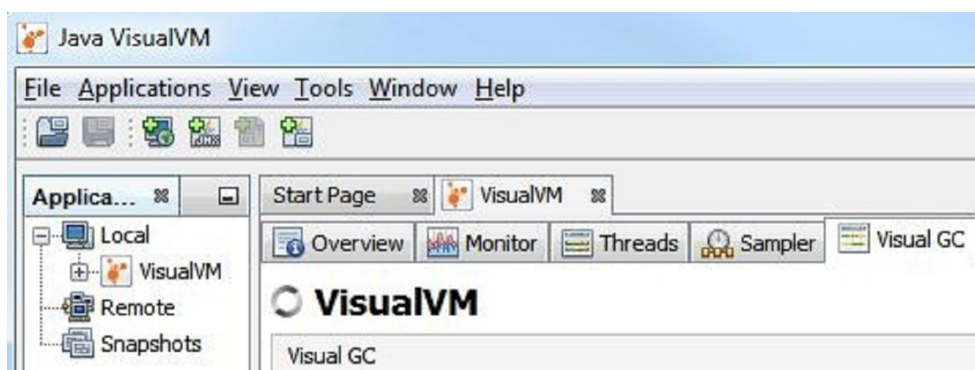 Java VisualVM
File Applications View Tools Window Help
Applica...
Start Page VisualVM
Local
Overview Monitor Threads Sampler Visual GC
VisualVM
Remote
VisualVM
Snapshots
Visual GC